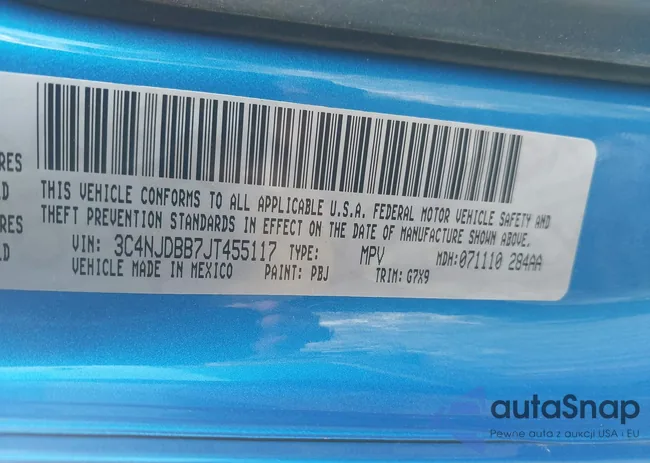 RES
D
RES
D
THIS VEHICLE CONFORMS TO ALL APPLICABLE U.S.A. FEDERAL MOTOR VEHICLE SAFETY AND
THEFT PREVENTION STANDARDS IN EFFECT ON THE DATE OF MANUFACTURE SHOWN ABOVE.
VIN: 3C4NJDBB7JT455117 TYPE: MPV MDH: 071110 284AA
VEHICLE MADE IN MEXICO PAINT: PBJ TRIM: G7X9
autaSnap
Pewne auta z aukcji USA i EU